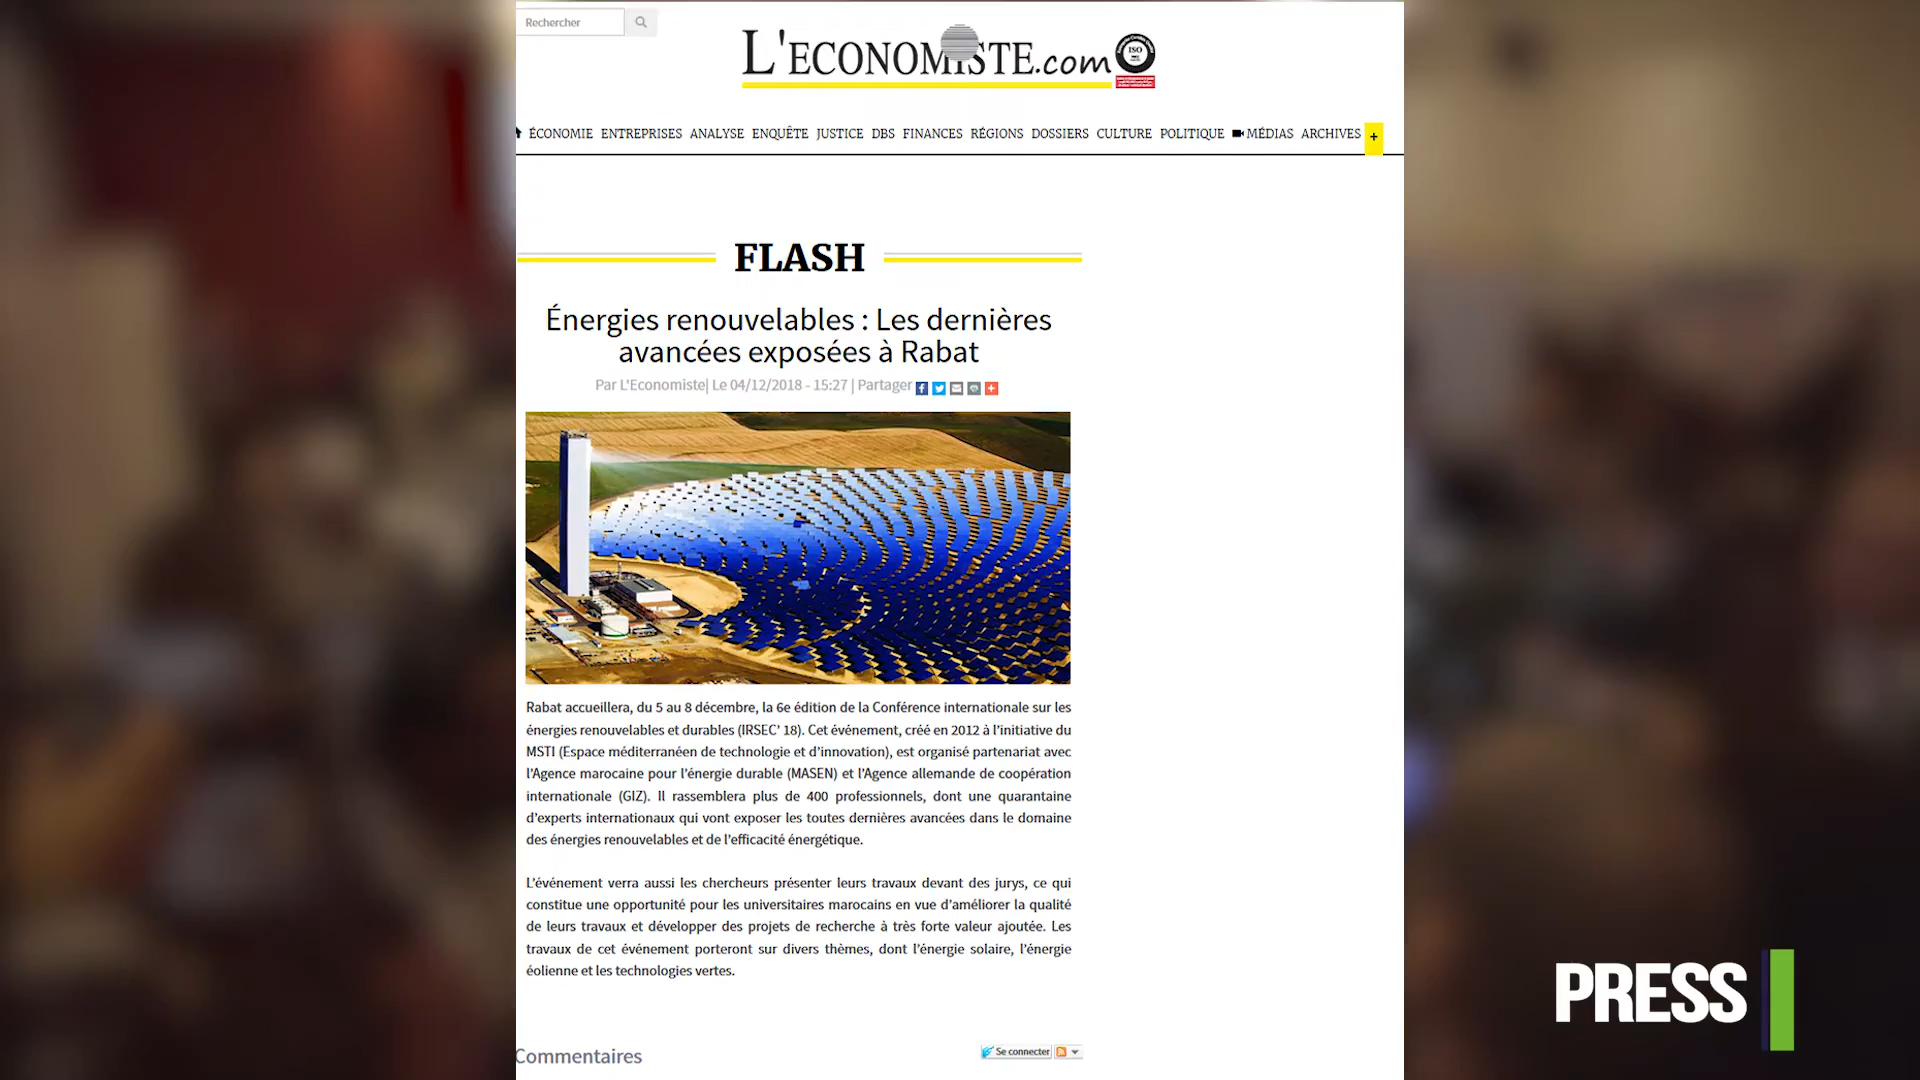 Rechercher
L'ECONOMISTE.com
ISO
ÉCONOMIE ENTREPRISES ANALYSE ENQUÊTE JUSTICE DBS FINANCES RÉGIONS DOSSIERS CULTURE POLITIQUE MÉDIAS ARCHIVES +
FLASH
Énergies renouvelables : Les dernières
avancées exposées à Rabat
Par L'Economiste| Le 04/12/2018 - 15:27 | Partager
Rabat accueillera, du 5 au 8 décembre, la 6e édition de la Conférence internationale sur les
énergies renouvelables et durables (IRSEC’ 18). Cet événement, créé en 2012 à l’initiative du
MSTI (Espace méditerranéen de technologie et d’innovation), est organisé partenariat avec
l’Agence marocaine pour l’énergie durable (MASEN) et l’Agence allemande de coopération
internationale (GIZ). Il rassemblera plus de 400 professionnels, dont une quarantaine
d’experts internationaux qui vont exposer les toutes dernières avancées dans le domaine
des énergies renouvelables et de l’efficacité énergétique.
L’événement verra aussi les chercheurs présenter leurs travaux devant des jurys, ce qui
constitue une opportunité pour les universitaires marocains en vue d’améliorer la qualité
de leurs travaux et développer des projets de recherche à très forte valeur ajoutée. Les
travaux de cet événement porteront sur divers thèmes, dont l’énergie solaire, l’énergie
éolienne et les technologies vertes.
Commentaires
Se connecter
PRESS